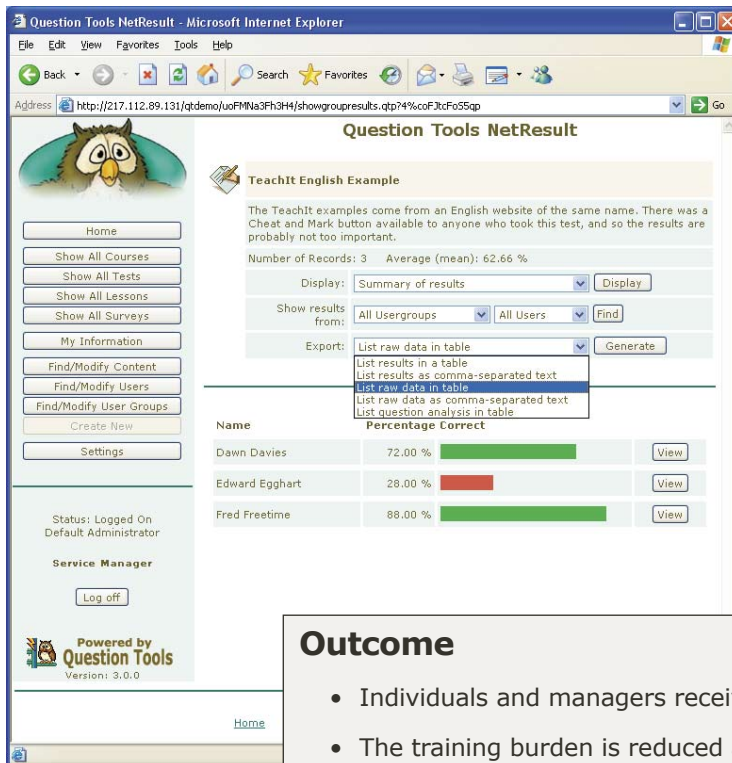 Question Tools NetResult - Microsoft Internet Explorer
File Edit View Favorites Tools Help
Back Search Favorites
Address http://217.112.89.131/qtdemo/uoFMNa3Fh3H4/showgroupresults.qtp?4%coFJtcFoS5qp Go
Question Tools NetResult
TeachIt English Example
The TeachIt examples come from an English website of the same name. There was a
Cheat and Mark button available to anyone who took this test, and so the results are
probably not too important.
Number of Records: 3 Average (mean): 62.66 %
Display: Summary of results Display
Show results
from: All Usergroups All Users Find
Export: List raw data in table Generate
List results in a table
List results as comma-separated text
List raw data in table
List raw data as comma-separated text
List question analysis in table
Name Percentage Correct
Dawn Davies 72.00 % View
Edward Egghart 28.00 % View
Fred Freetime 88.00 % View
Home
Show All Courses
Show All Tests
Show All Lessons
Show All Surveys
My Information
Find/Modify Content
Find/Modify Users
Find/Modify User Groups
Create New
Settings
Status: Logged On
Default Administrator
Service Manager
Log off
Powered by
Question Tools
Version: 3.0.0
Home
Outcome
• Individuals and managers recei
• The training burden is reduced